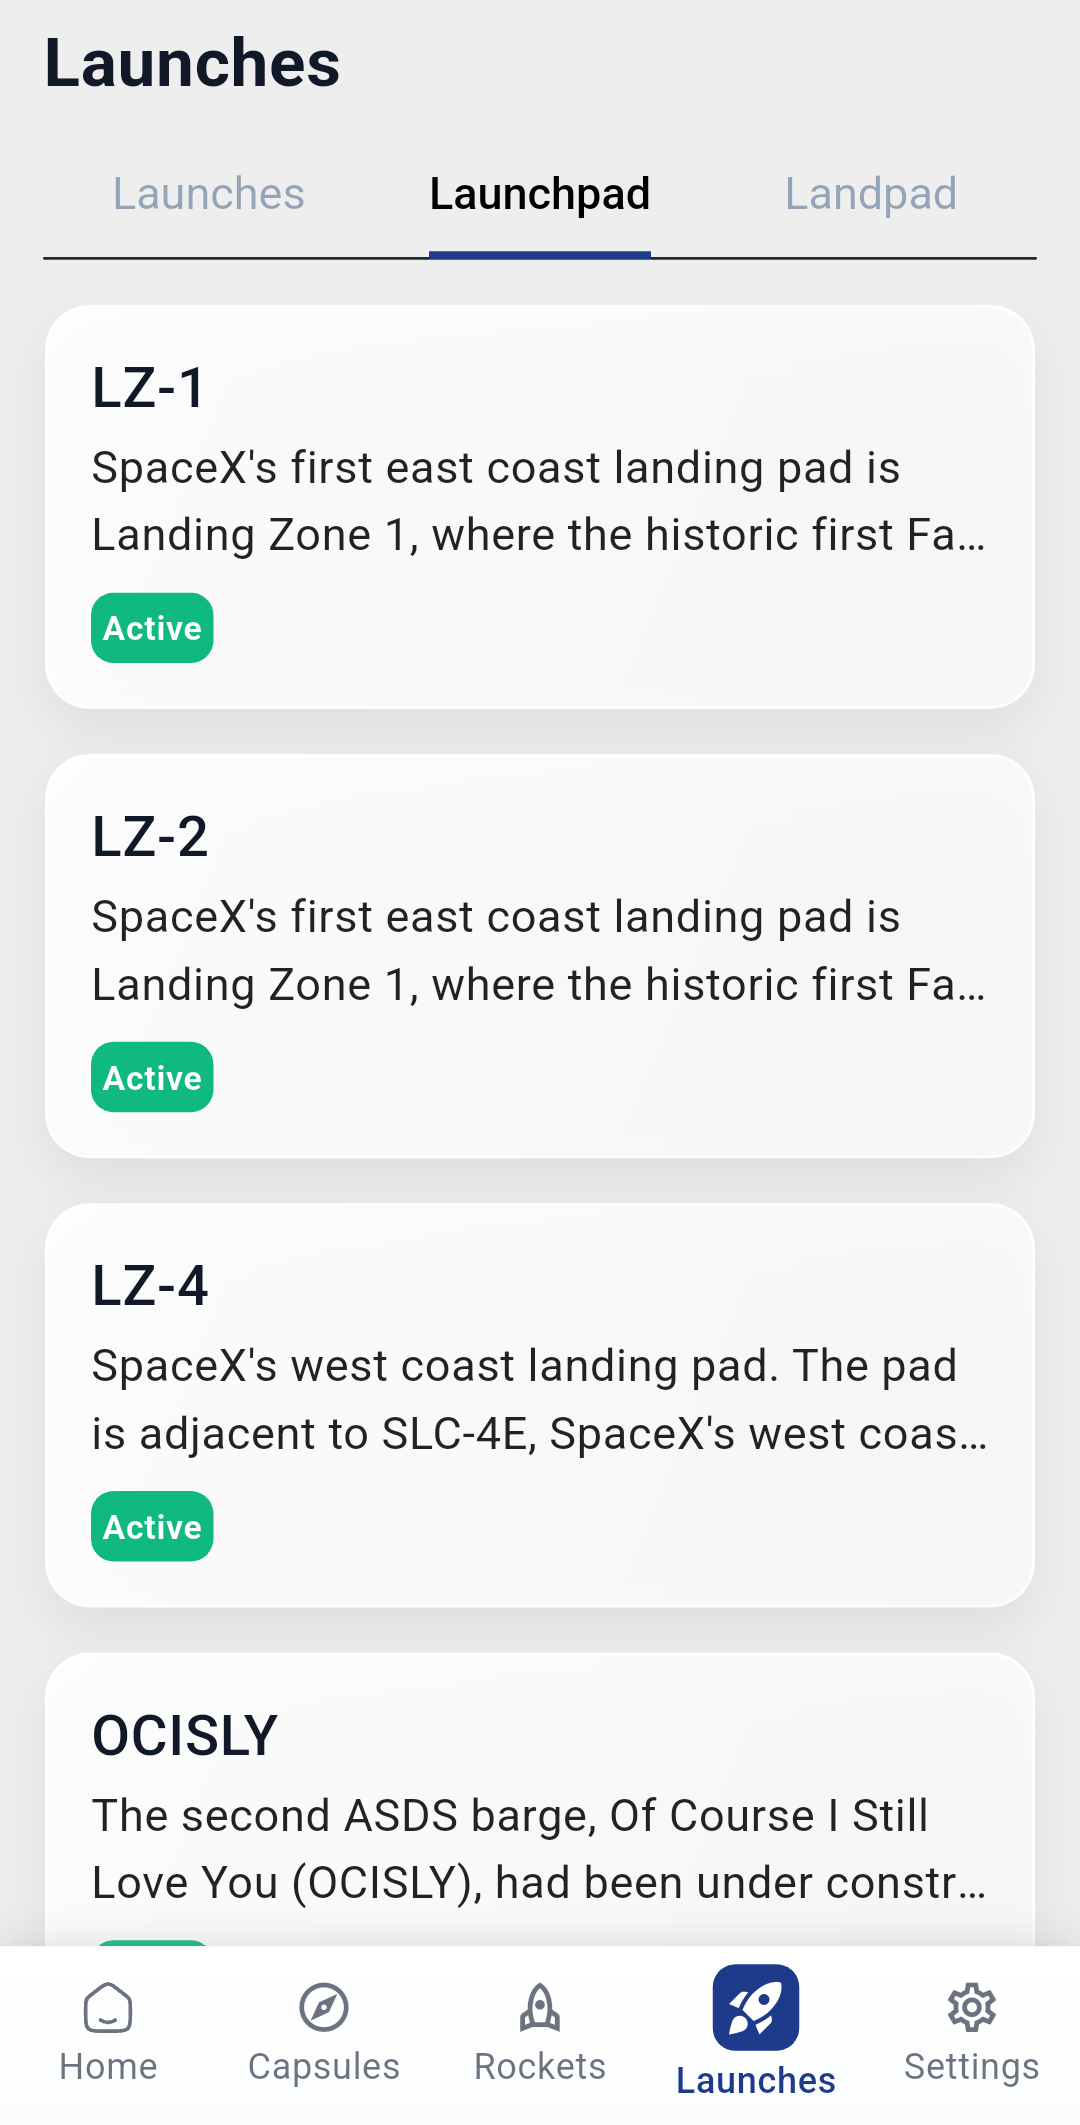 Launches
Launches Launchpad Landpad
LZ-1
SpaceX's first east coast landing pad is
Landing Zone 1, where the historic first Fa...
Active
LZ-2
SpaceX's first east coast landing pad is
Landing Zone 1, where the historic first Fa...
Active
LZ-4
SpaceX's west coast landing pad. The pad
is adjacent to SLC-4E, SpaceX's west coas...
Active
OCISLY
The second ASDS barge, Of Course I Still
Love You (OCISLY), had been under constr...
Home Capsules Rockets Launches Settings